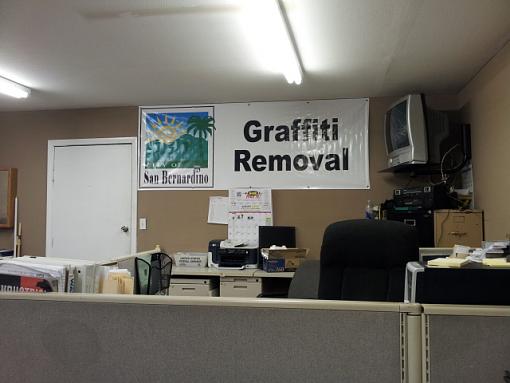 CITY OF
San Bernardino
Graffiti
Removal